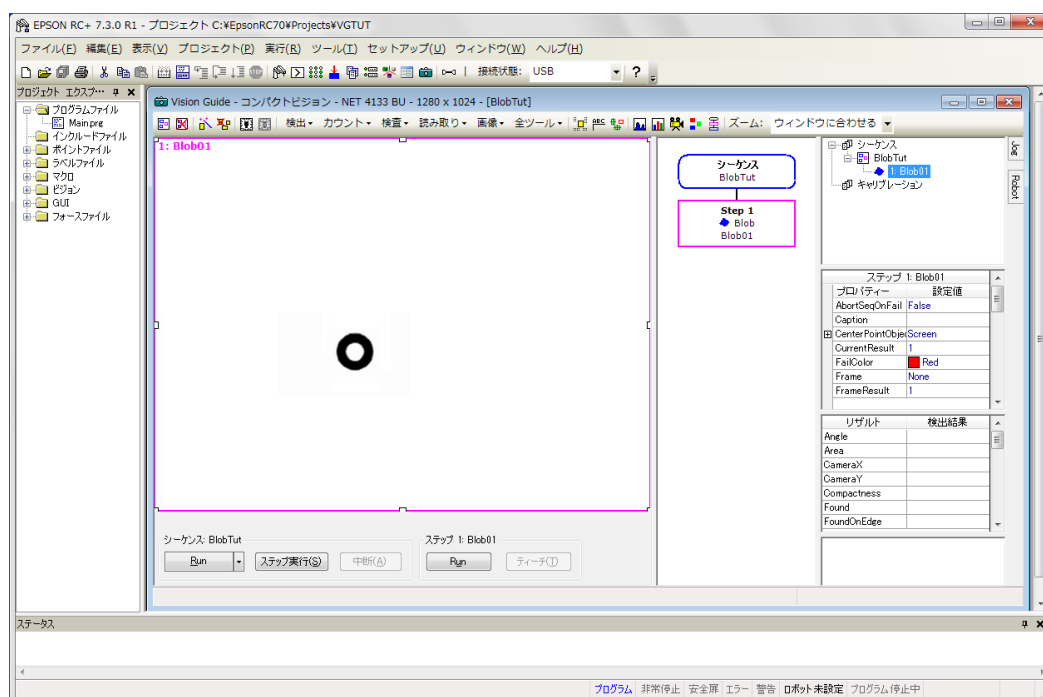 EPSON RC+ 7.3.0 R1 - プロジェクト C:¥EpsonRC70¥Projects¥VGTUT
ファイル(F) 編集(E) 表示(V) プロジェクト(P) 実行(R) ツール(T) セットアップ(U) ウィンドウ(W) ヘルプ(H)
接続状態: USB
プロジェクト エクスプ…
プログラムファイル
Main.prg
インクルードファイル
ポイントファイル
ラベルファイル
マクロ
ビジョン
GUI
フォースファイル
Vision Guide - コンパクトビジョン - NET 4133 BU - 1280 x 1024 - [BlobTut]
検出 カウント 検査 読み取り 画像 全ツール ズーム: ウィンドウに合わせる
1: Blob01
シーケンス
BlobTut
Step 1
Blob
Blob01
シーケンス
BlobTut
1: Blob01
キャリブレーション
Jog
Robot
ステップ 1: Blob01
プロパティー 設定値
AbortSeqOnFail False
Caption
CenterPointObje Screen
CurrentResult 1
FailColor Red
Frame None
FrameResult 1
リザルト 検出結果
Angle
Area
CameraX
CameraY
Compactness
Found
FoundOnEdge
シーケンス: BlobTut
Run ステップ実行(S) 中断(A)
ステップ 1: Blob01
Run ティーチ(T)
ステータス
プログラム 非常停止 安全扉 エラー 警告 ロボット未設定 プログラム停止中